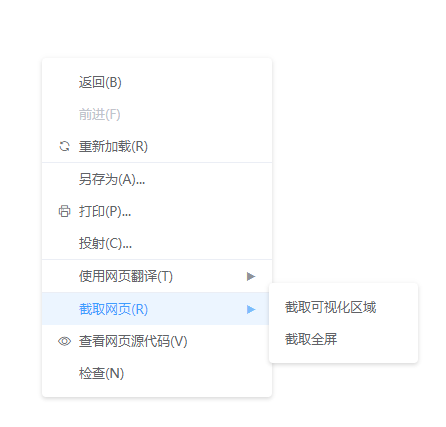 返回(B)
前进(F)
重新加载(R)
另存为(A)...
打印(P)...
投射(C)...
使用网页翻译(T)
截取网页(R)
截取可视化区域
截取全屏
查看网页源代码(V)
检查(N)